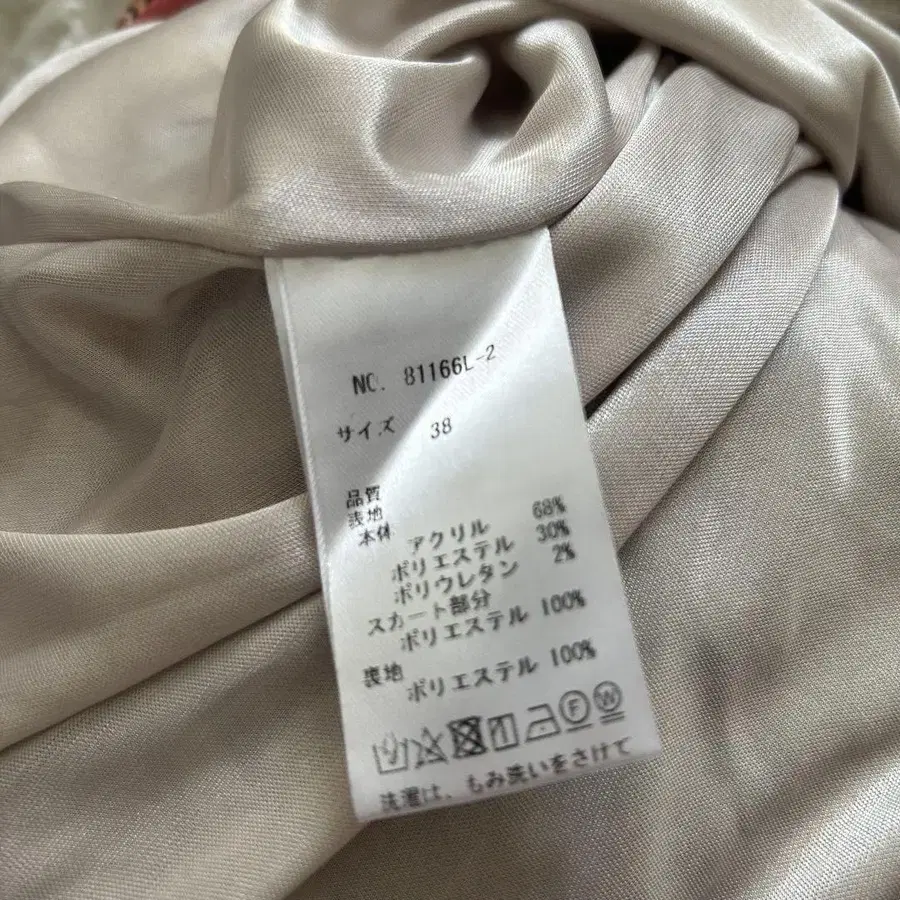 NO. 81166L-2
サイズ 38
品質
表地
本体
アクリル 68%
ポリエステル 30%
ポリウレタン 2%
スカート部分
ポリエステル 100%
裏地
ポリエステル 100%
F W
洗濯は、もみ洗いをさけて